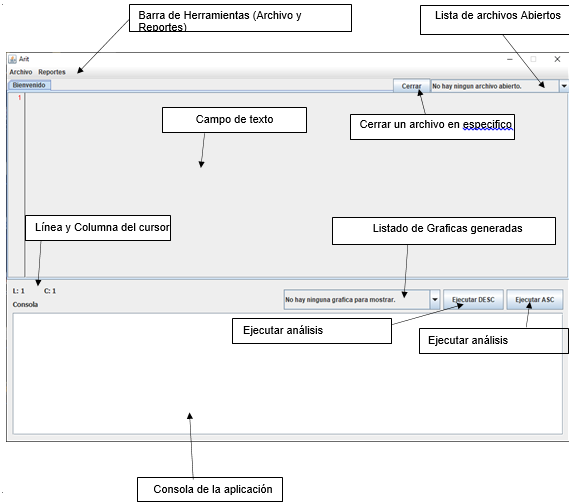 Barra de Herramientas (Archivo y
Reportes)
Lista de archivos Abiertos
Arit
Archivo Reportes
Bienvenido
Cerrar
No hay ningun archivo abierto.
1
Campo de texto
Cerrar un archivo en especifico
Línea y Columna del cursor
Listado de Graficas generadas
L: 1 C: 1
Consola
No hay ninguna grafica para mostrar.
Ejecutar DESC
Ejecutar ASC
Ejecutar análisis
Ejecutar análisis
Consola de la aplicación